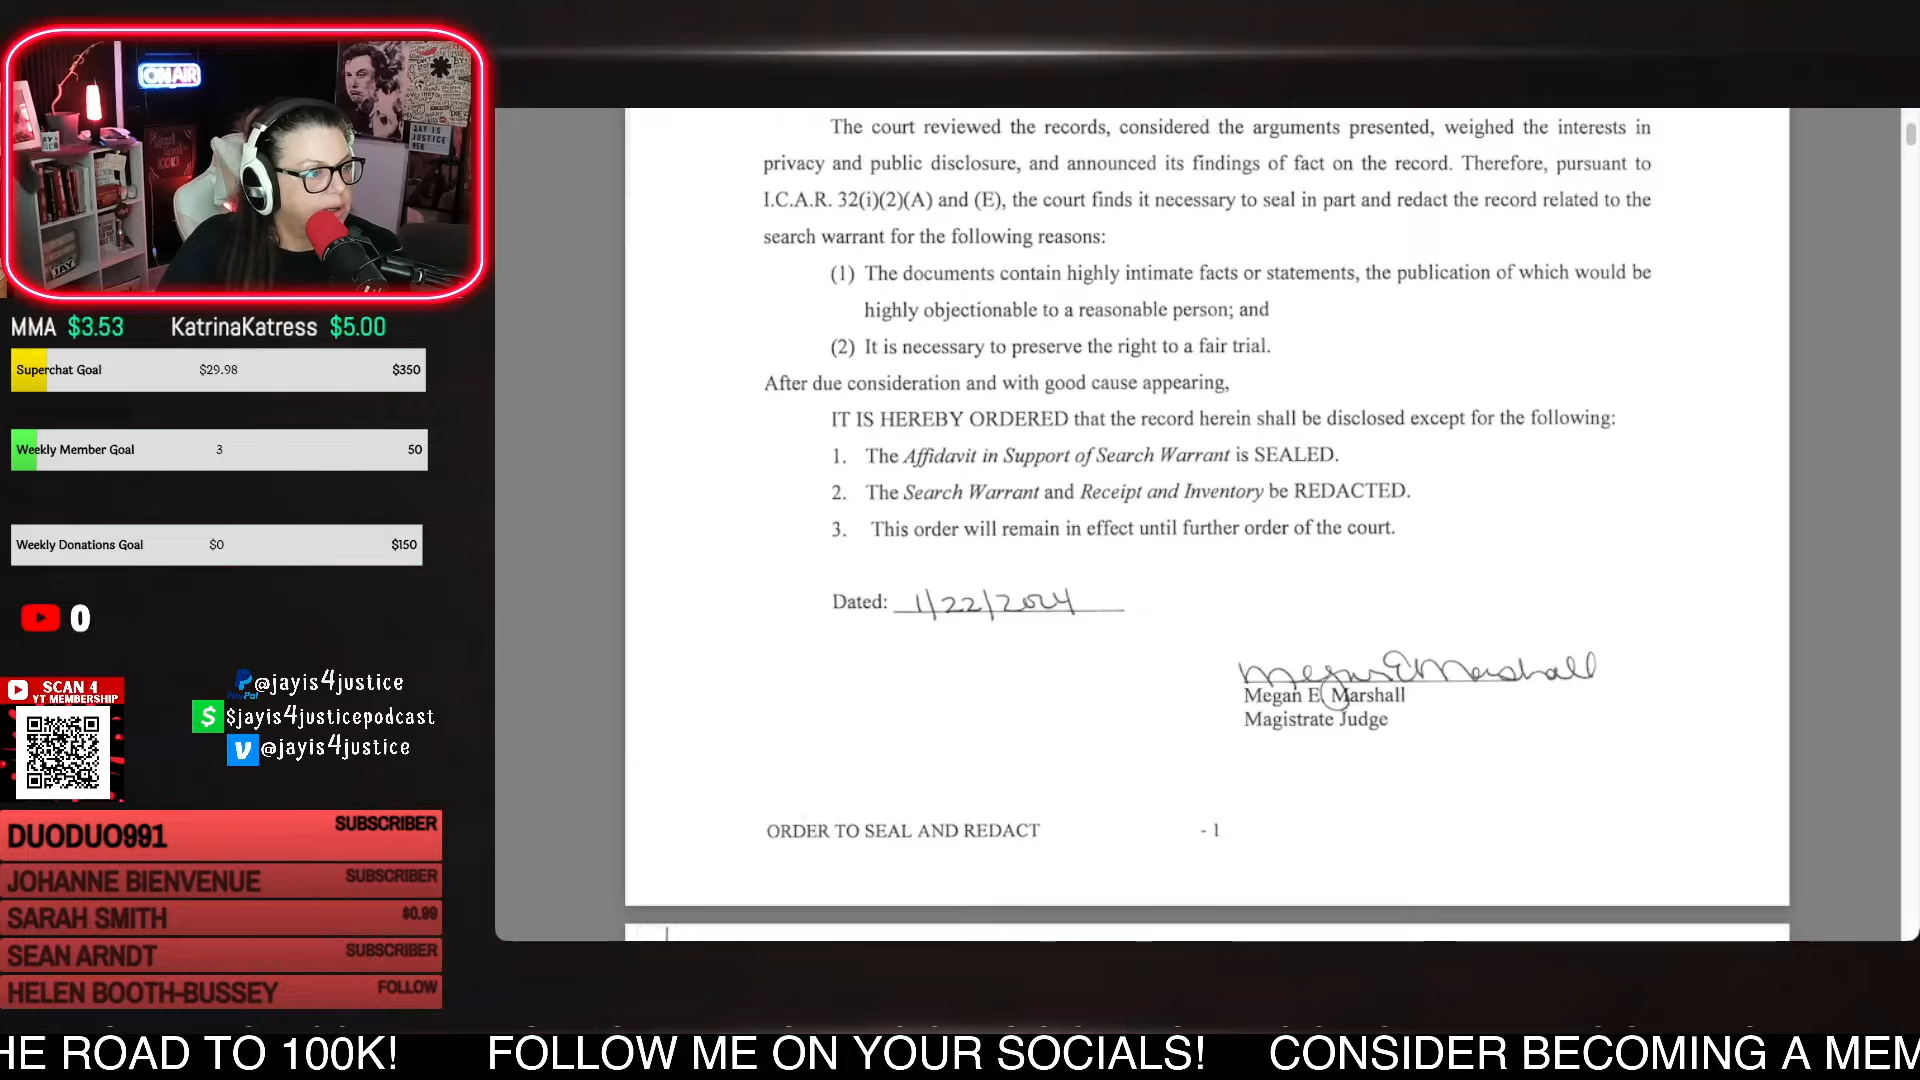 ON AIR
JAY IS
JUSTICE
95K
JAY
MMA $3.53 KatrinaKatress $5.00
Superchat Goal $29.98 $350
Weekly Member Goal 3 50
Weekly Donations Goal $0 $150
0
SCAN 4
YT MEMBERSHIP
PayPal
@jayis4justice
$jayis4justicepodcast
@jayis4justice
DUODUO991 SUBSCRIBER
JOHANNE BIENVENUE SUBSCRIBER
SARAH SMITH $0.99
SEAN ARNDT SUBSCRIBER
HELEN BOOTH-BUSSEY FOLLOW
The court reviewed the records, considered the arguments presented, weighed the interests in
privacy and public disclosure, and announced its findings of fact on the record. Therefore, pursuant to
I.C.A.R. 32(i)(2)(A) and (E), the court finds it necessary to seal in part and redact the record related to the
search warrant for the following reasons:
(1) The documents contain highly intimate facts or statements, the publication of which would be
highly objectionable to a reasonable person; and
(2) It is necessary to preserve the right to a fair trial.
After due consideration and with good cause appearing,
IT IS HEREBY ORDERED that the record herein shall be disclosed except for the following:
1. The Affidavit in Support of Search Warrant is SEALED.
2. The Search Warrant and Receipt and Inventory be REDACTED.
3. This order will remain in effect until further order of the court.
Dated: 1/22/2024
Megan E Marshall
Megan E. Marshall
Magistrate Judge
ORDER TO SEAL AND REDACT - 1
HE ROAD TO 100K! FOLLOW ME ON YOUR SOCIALS! CONSIDER BECOMING A MEM